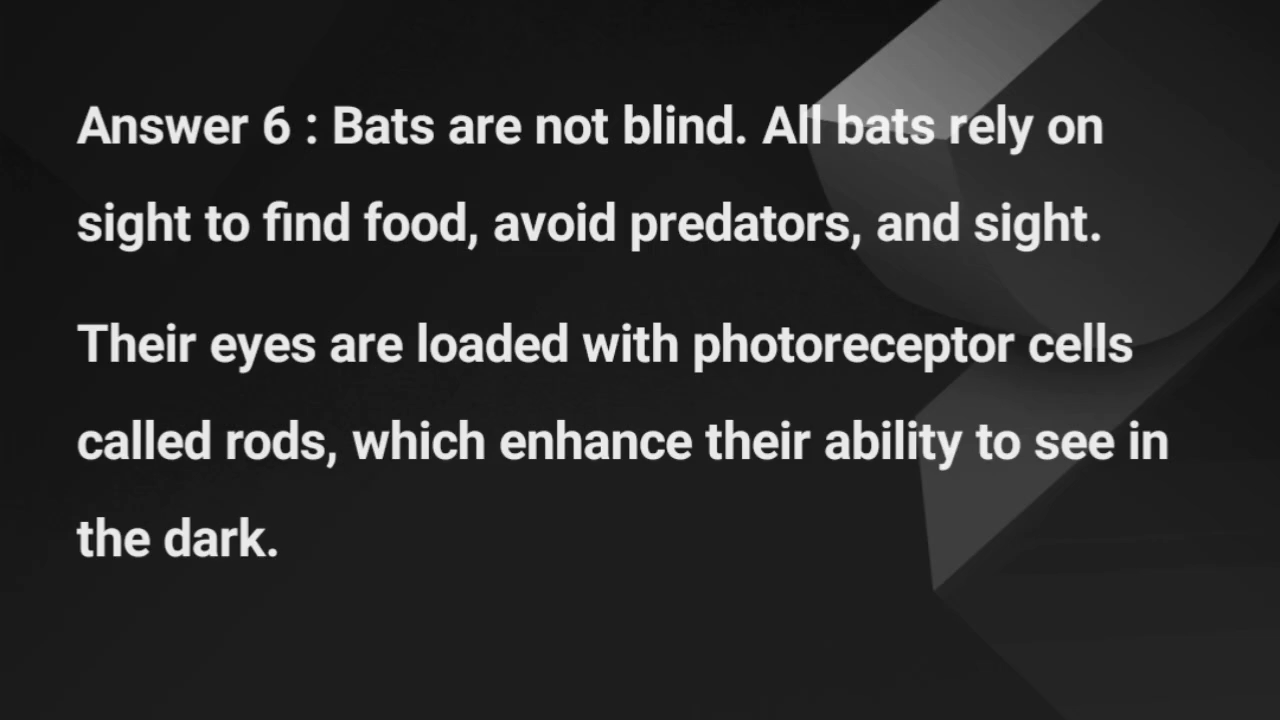 Answer 6 : Bats are not blind. All bats rely on
sight to find food, avoid predators, and sight.
Their eyes are loaded with photoreceptor cells
called rods, which enhance their ability to see in
the dark.